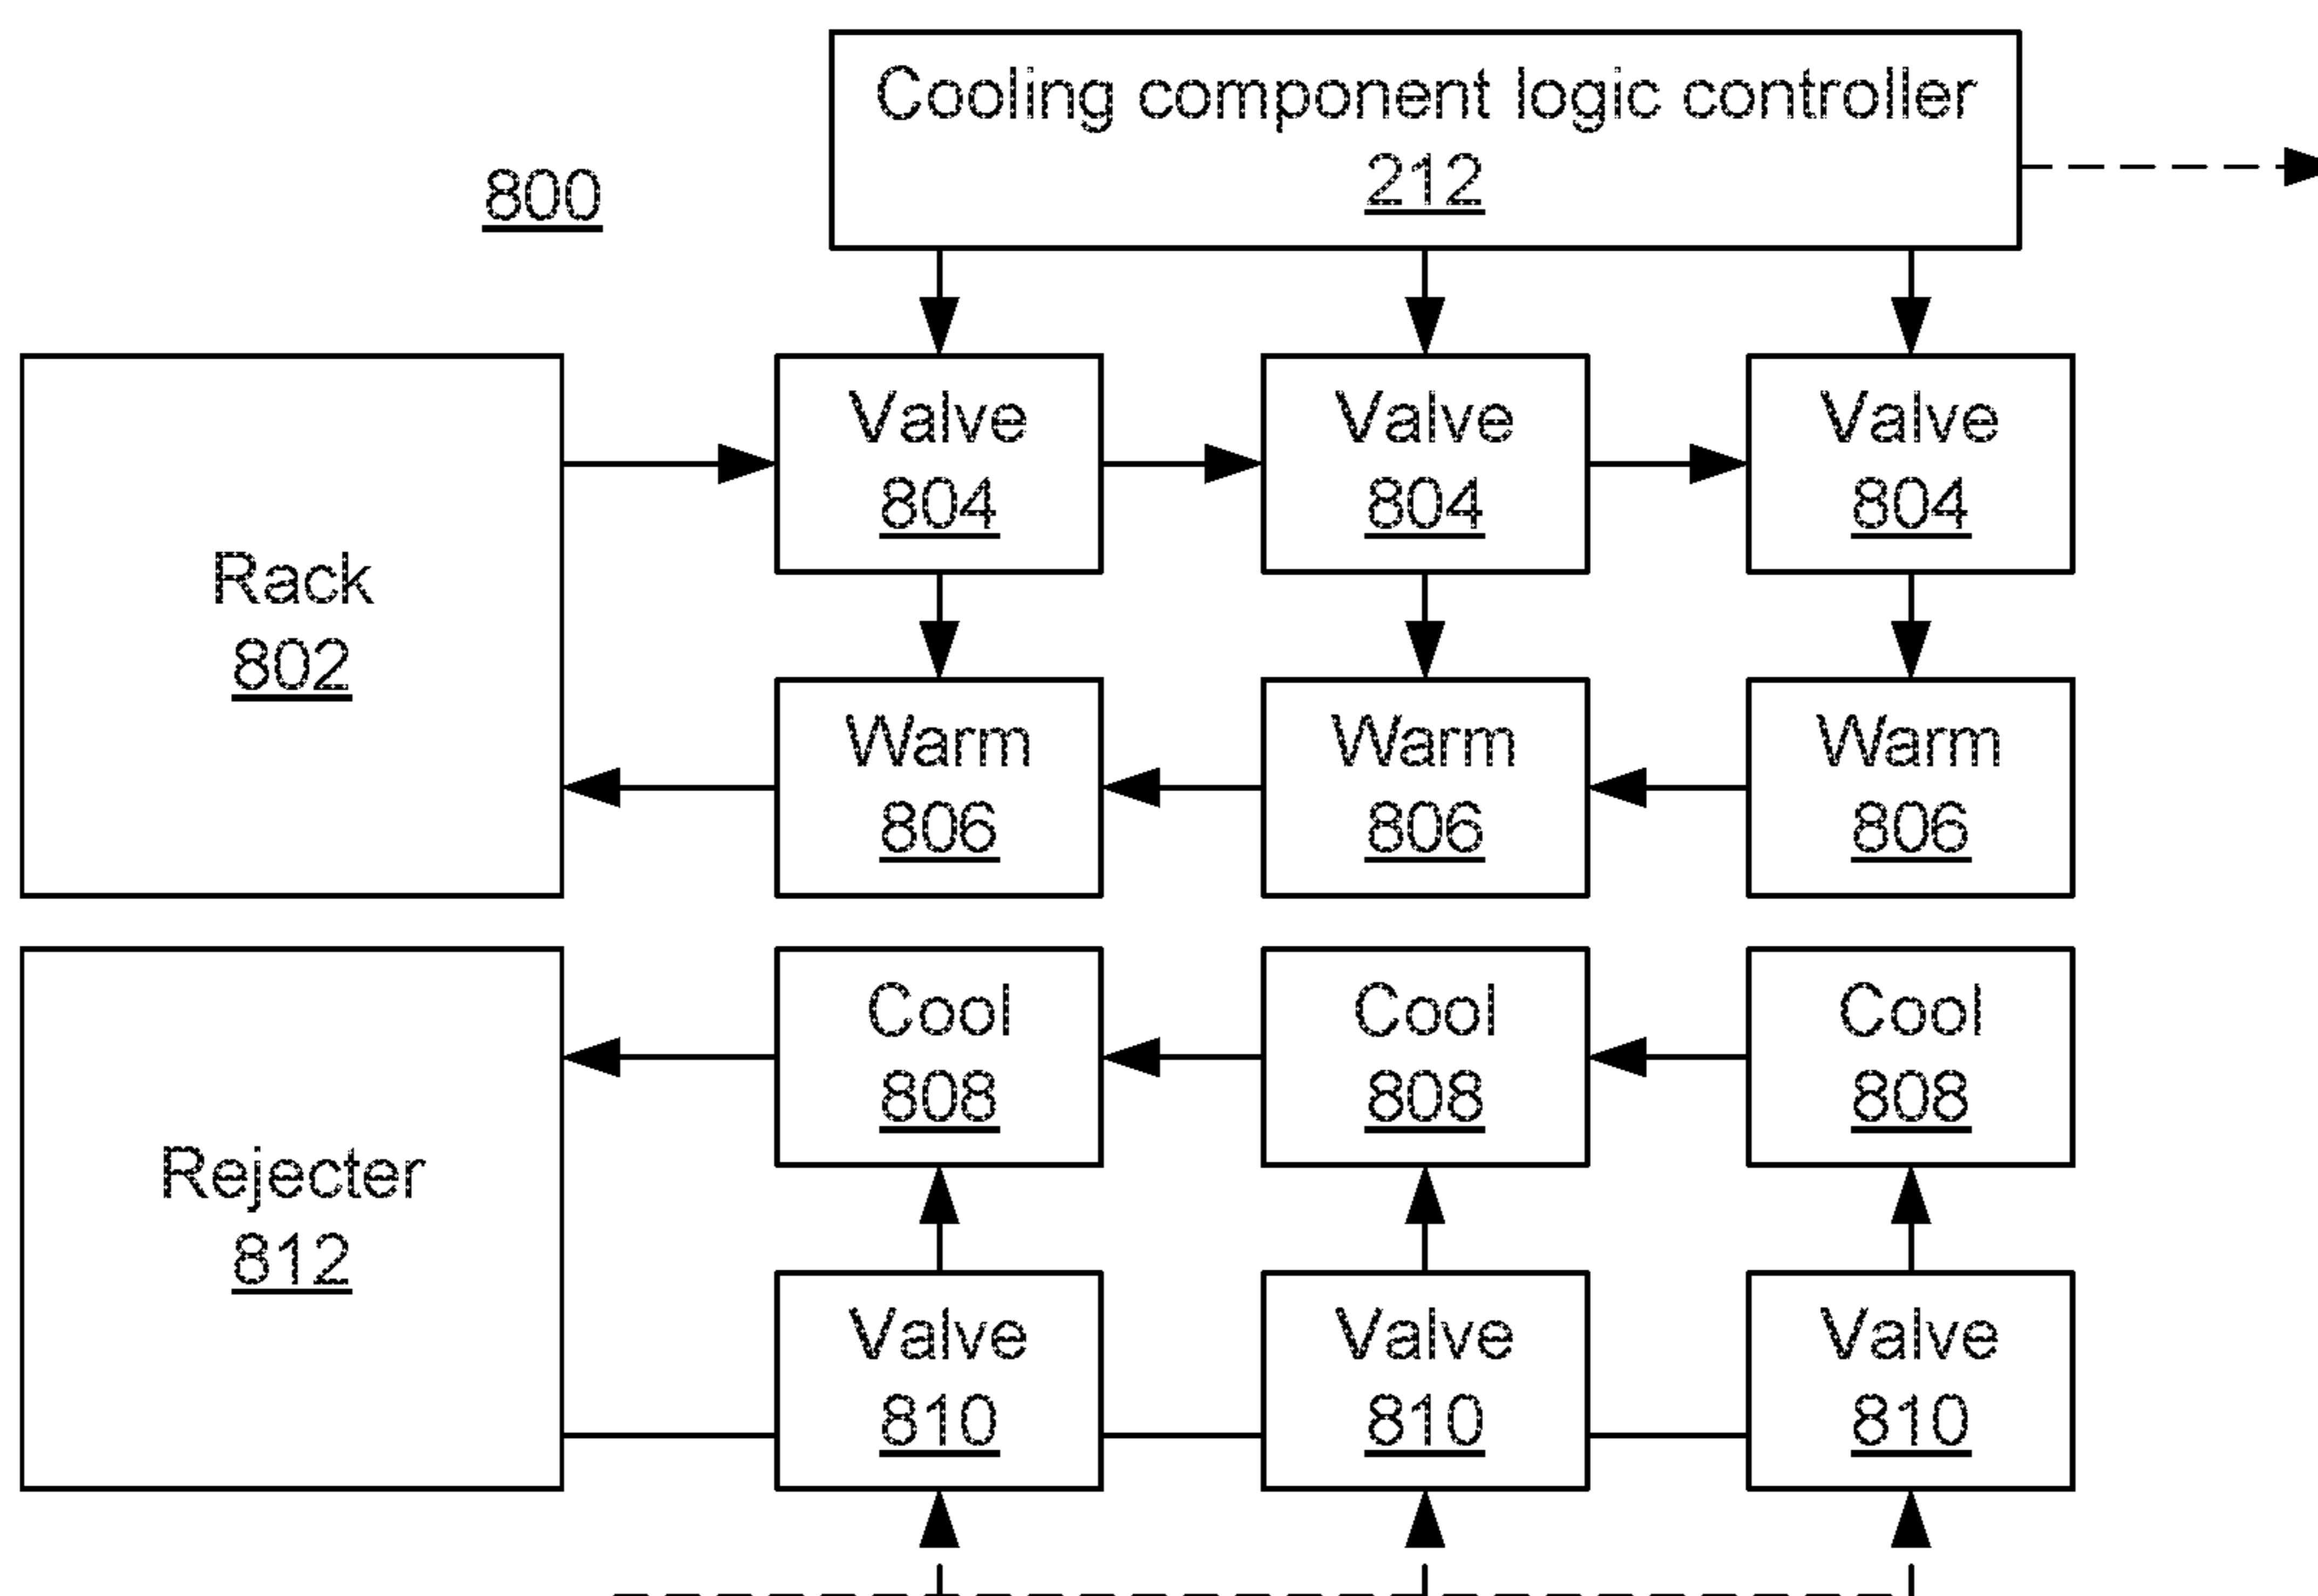 Cooling component logic controller
212
800
Valve
804
Valve
804
Valve
804
Rack
802
Warm
806
Warm
806
Warm
806
Cool
808
Cool
808
Cool
808
Rejecter
812
Valve
810
Valve
810
Valve
810